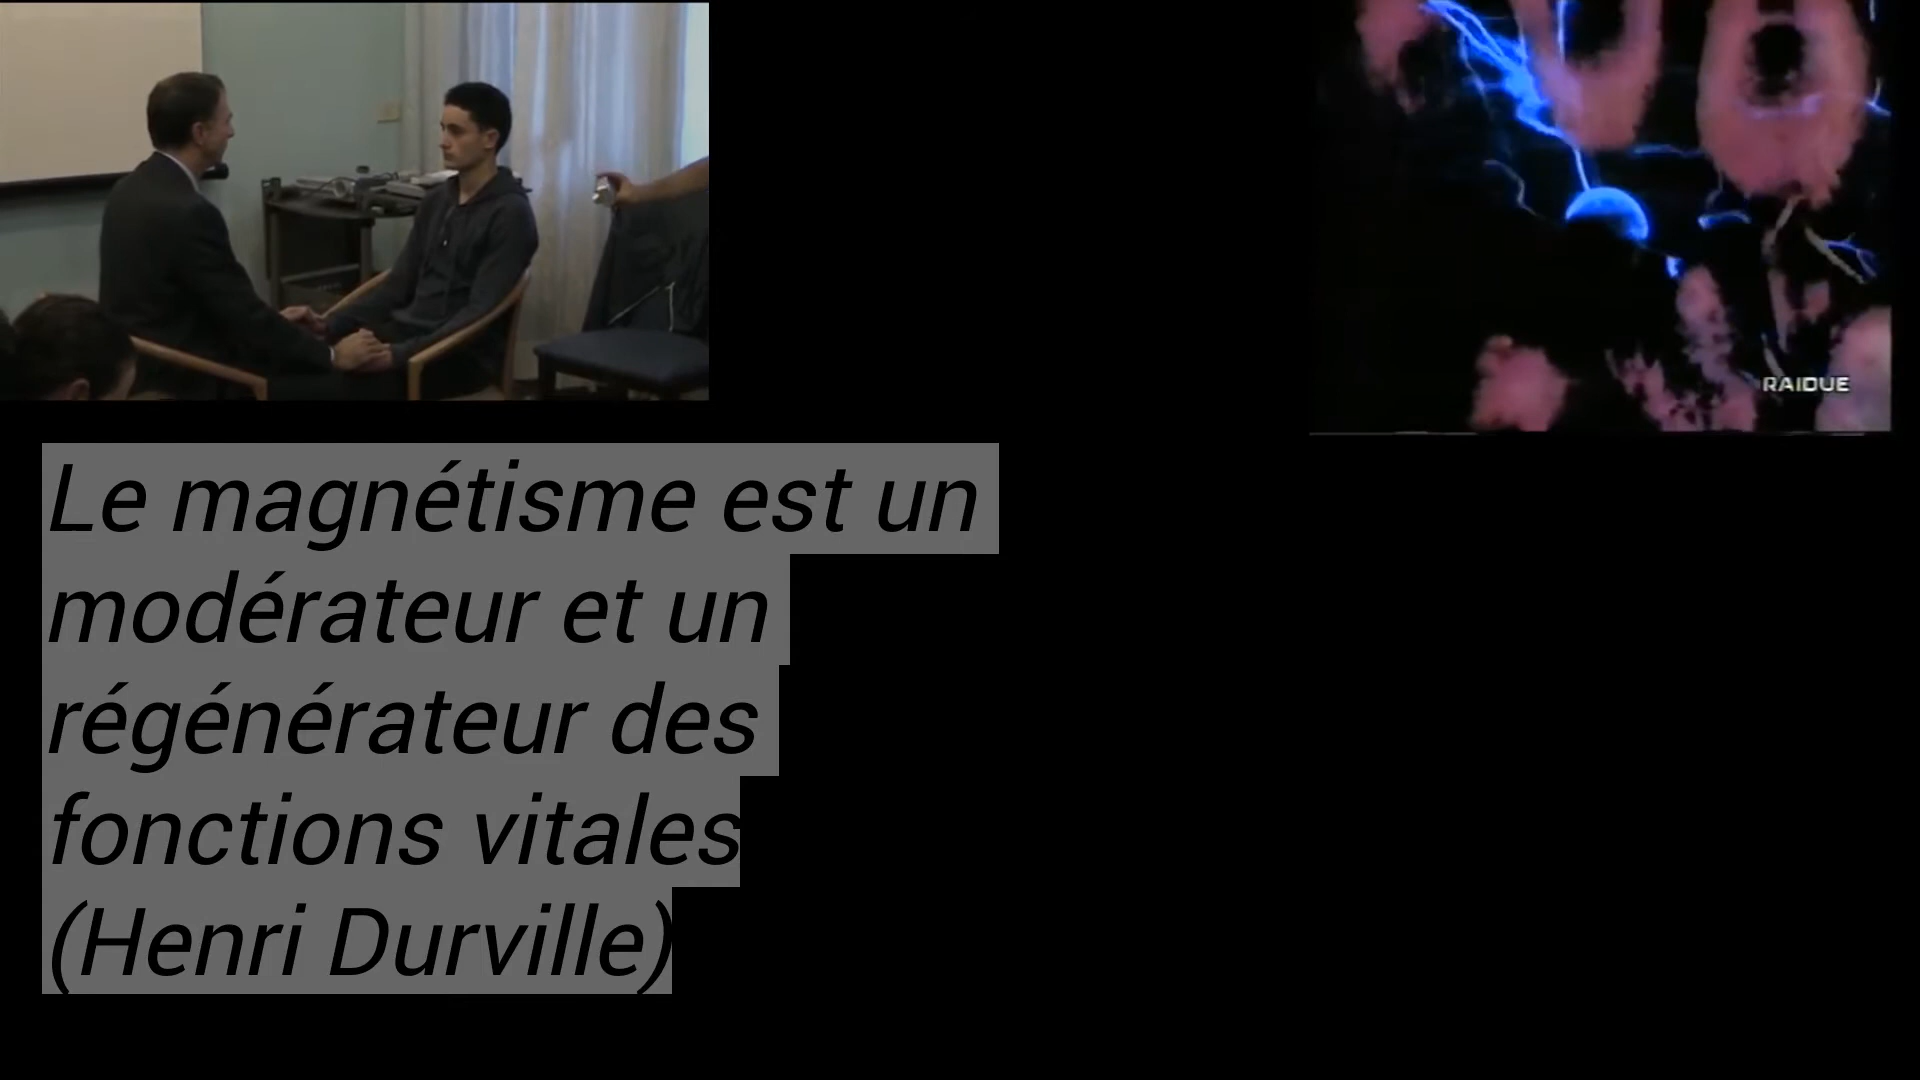 RAIDUE
Le magnétisme est un
modérateur et un
régénérateur des
fonctions vitales
(Henri Durville)